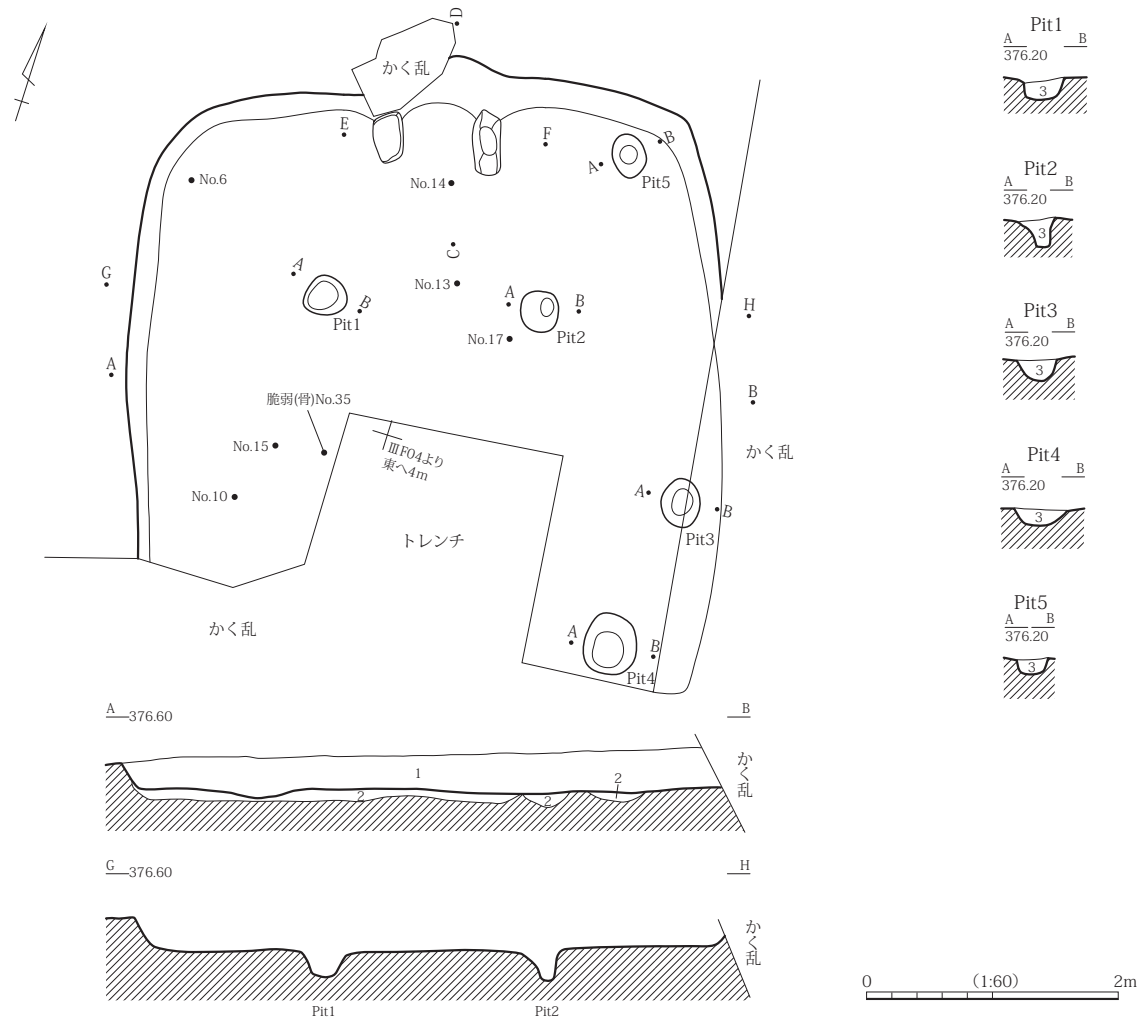 D
かく乱
E
F
B
A
Pit5
No.6
No.14
C
G
A
B
Pit1
No.13
A
B
Pit2
No.17
H
A
B
脆弱(骨)No.35
No.15
No.10
ⅢF04より
東へ4m
トレンチ
かく乱
A
B
Pit3
かく乱
A
B
Pit4
Pit1
A B
376.20
3
Pit2
A B
376.20
3
Pit3
A B
376.20
3
Pit4
A B
376.20
3
Pit5
A B
376.20
3
A 376.60 B
1
2
2
2
かく乱
G 376.60 H
かく乱
Pit1 Pit2
0 (1:60) 2m